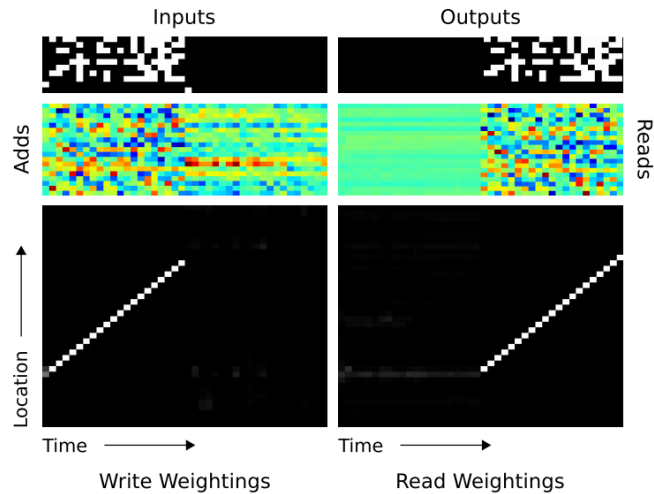 Inputs
Outputs
Adds
Reads
Location
Time
Time
Write Weightings
Read Weightings